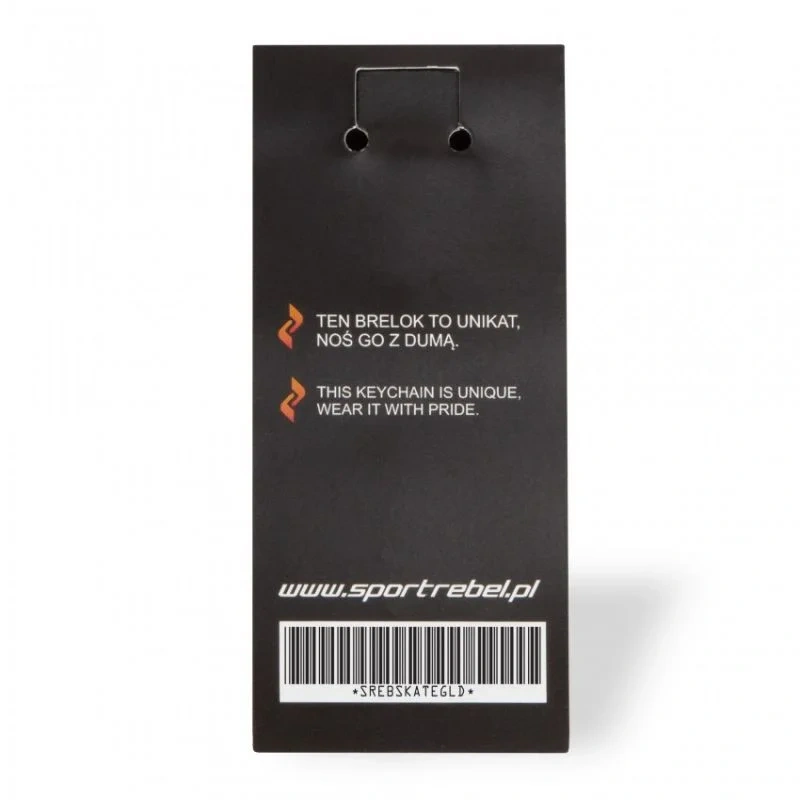 TEN BRELOK TO UNIKAT,
NOŚ GO Z DUMĄ.
THIS KEYCHAIN IS UNIQUE,
WEAR IT WITH PRIDE.
www.sportrebel.pl
*SREBSKATEGLD*